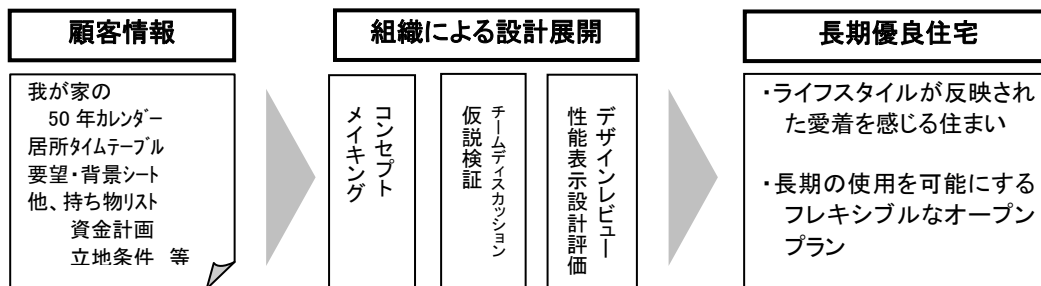 顧客情報
我が家の
50年カレンダー
居所タイムテーブル
要望・背景シート
他、持ち物リスト
資金計画
立地条件 等
組織による設計展開
コンセプト
メイキング
チームディスカッション
仮説検証
デザインレビュー
性能表示設計評価
長期優良住宅
・ライフスタイルが反映され
た愛着を感じる住まい
・長期の使用を可能にする
フレキシブルなオープン
プラン